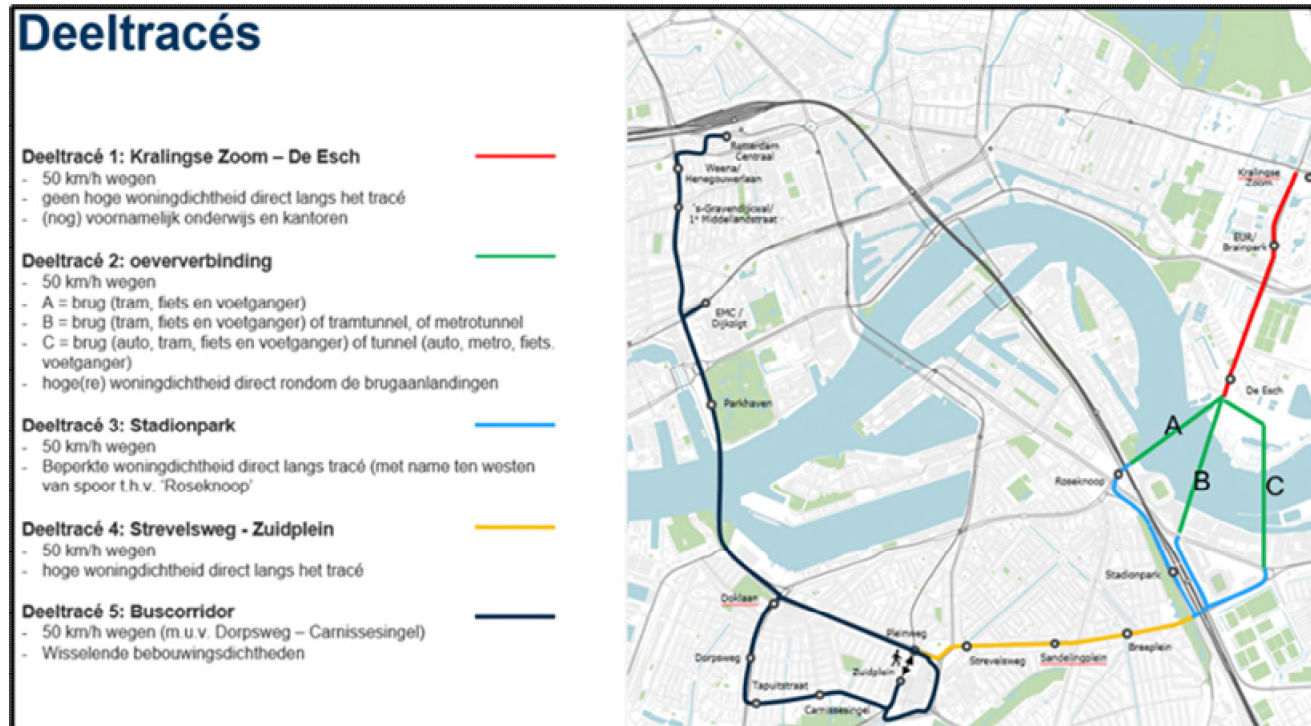 Deeltracés
Deeltracé 1: Kralingse Zoom – De Esch
- 50 km/h wegen
- geen hoge woningdichtheid direct langs het tracé
- (nog) voornamelijk onderwijs en kantoren
Deeltracé 2: oeververbinding
- 50 km/h wegen
- A = brug (tram, fiets en voetganger)
- B = brug (tram, fiets en voetganger) of tramtunnel, of metrotunnel
- C = brug (auto, tram, fiets en voetganger) of tunnel (auto, metro, fiets.
voetganger)
- hoge(re) woningdichtheid direct rondom de brugaanlandingen
Deeltracé 3: Stadionpark
- 50 km/h wegen
- Beperkte woningdichtheid direct langs tracé (met name ten westen
van spoor t.h.v. 'Roseknoop'
Deeltracé 4: Strevelsweg - Zuidplein
- 50 km/h wegen
- hoge woningdichtheid direct langs het tracé
Deeltracé 5: Buscorridor
- 50 km/h wegen (m.u.v. Dorpsweg – Carnissesingel)
- Wisselende bebouwingsdichtheden
Rotterdam
Centraal
Weena/
Henegouwerlaan
's-Gravendijkwal/
1e Middellandstraat
EMC /
Dijkzigt
Parkhaven
Kralingse
Zoom
EUR/
Brainpark
De Esch
A
B
C
Roseknoop
Stadionpark
Doklaan
Pleinweg
Dorpsweg
Zuidplein
Strevelsweg
Sandelingplein
Breeplein
Tapuitstraat
Carnissesingel